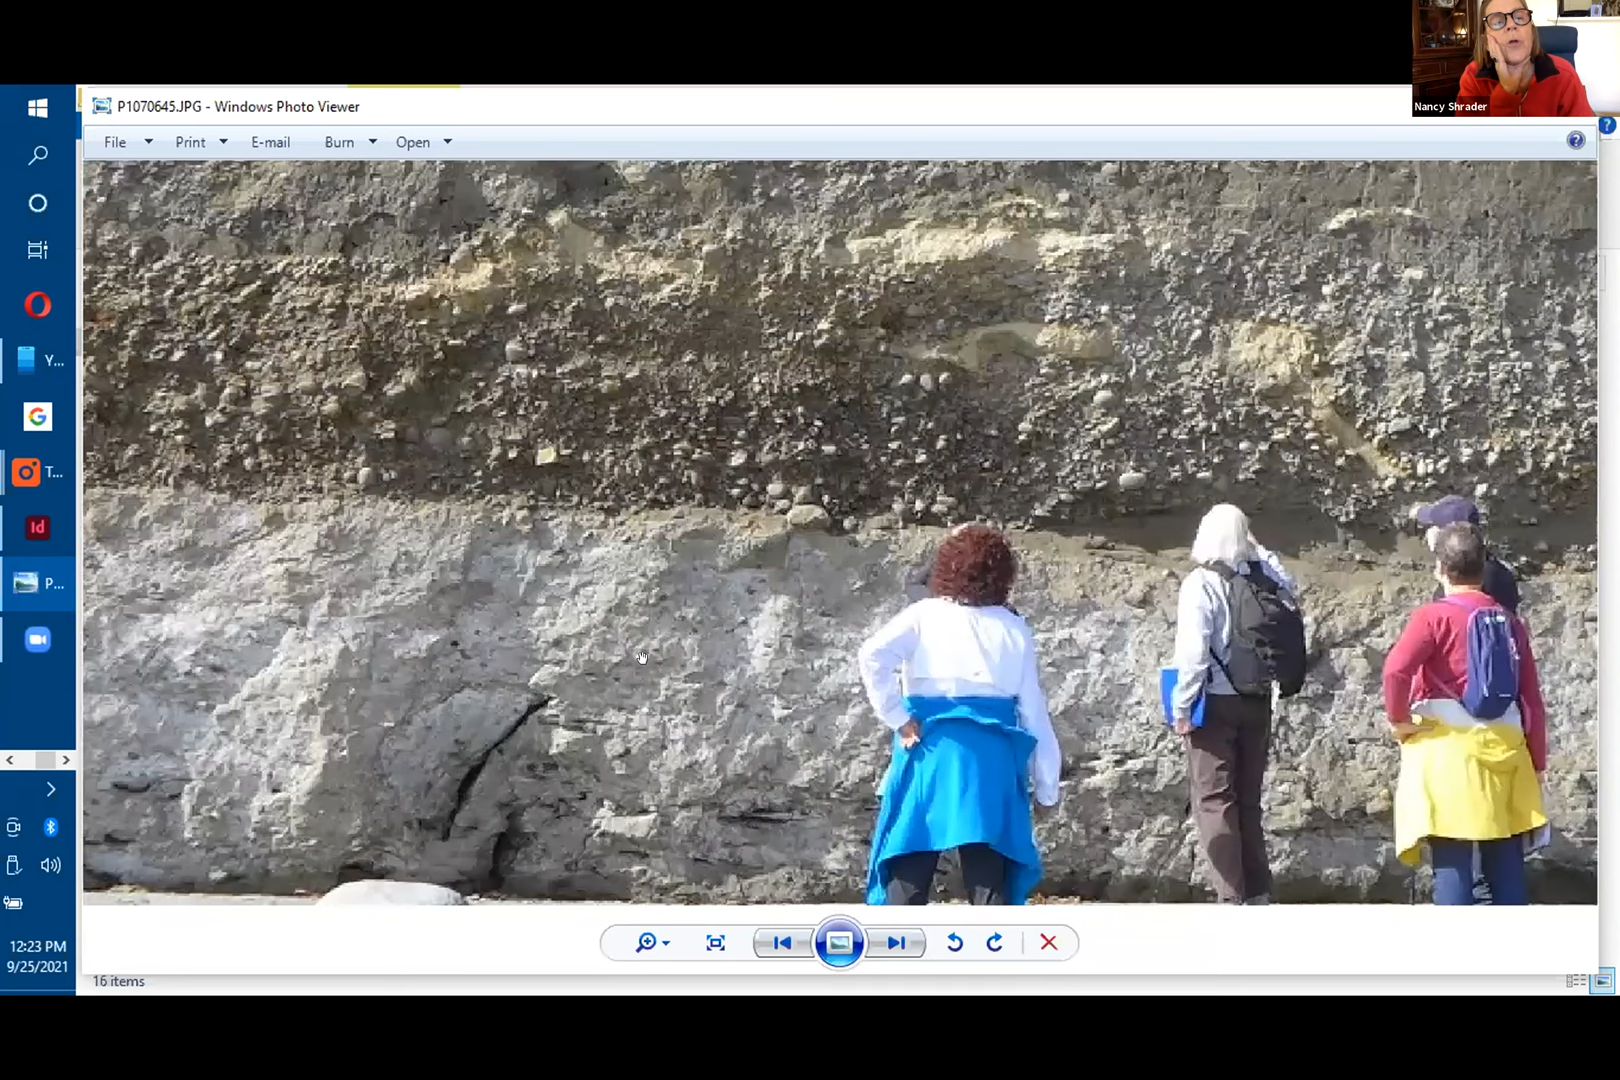 Nancy Shrader
P1070645.JPG - Windows Photo Viewer
File Print E-mail Burn Open
Y...
T...
Id
P...
12:23 PM
9/25/2021
16 items